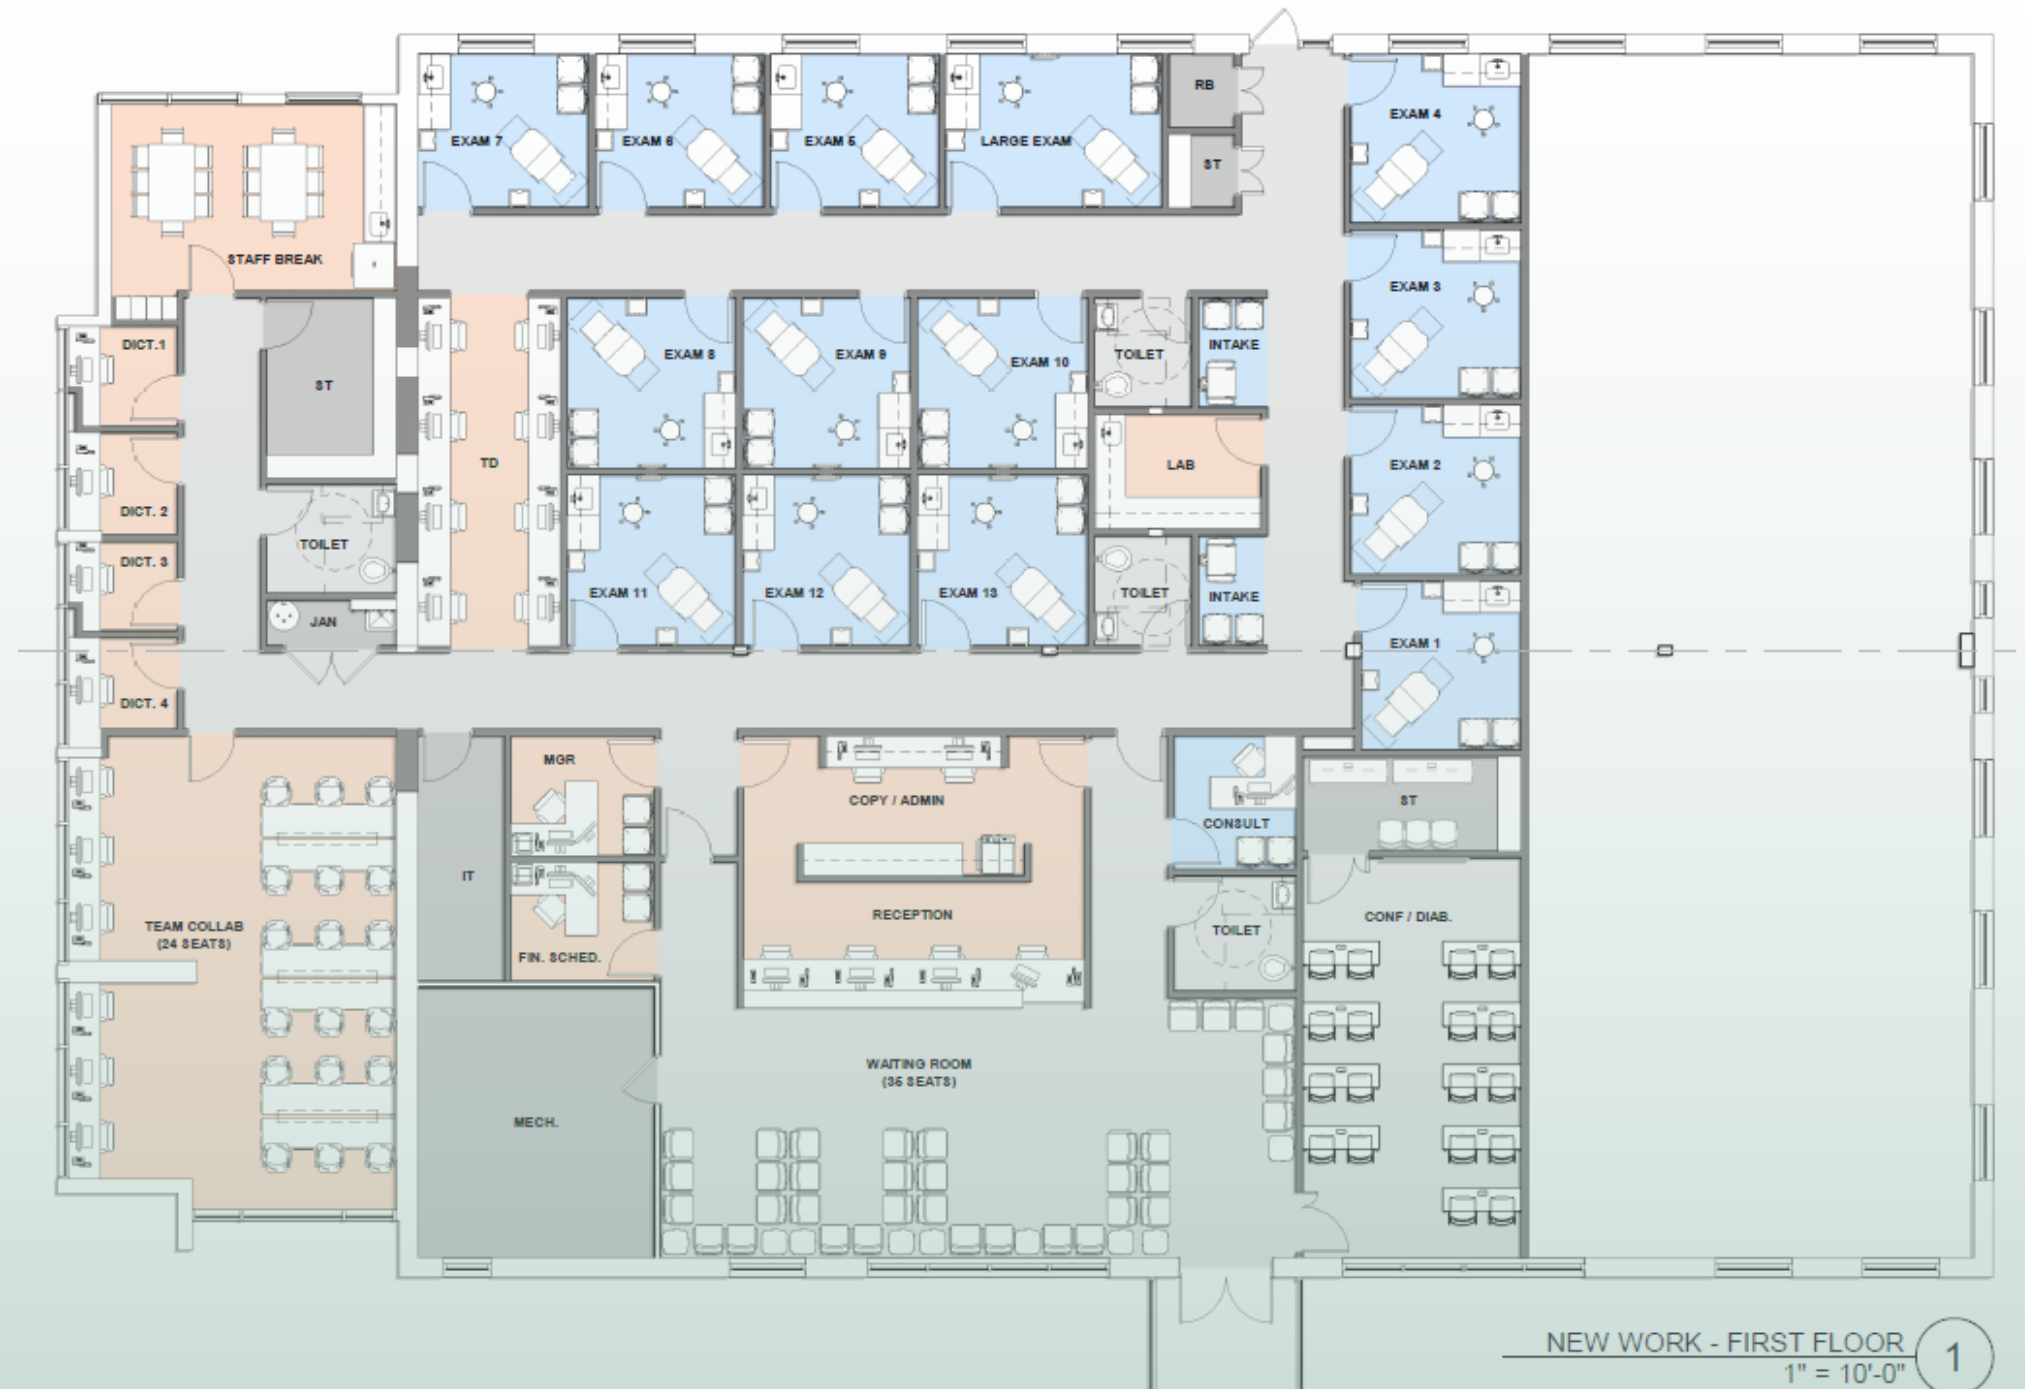 RB
EXAM 7
EXAM 6
EXAM 5
LARGE EXAM
EXAM 4
ST
STAFF BREAK
EXAM 3
DICT.1
EXAM 8
EXAM 9
EXAM 10
TOILET
INTAKE
ST
TD
LAB
EXAM 2
DICT. 2
TOILET
DICT. 3
EXAM 11
EXAM 12
EXAM 13
TOILET
INTAKE
JAN
EXAM 1
DICT. 4
MGR
COPY / ADMIN
CONSULT
ST
IT
RECEPTION
CONF / DIAB.
TEAM COLLAB
(24 SEATS)
TOILET
FIN. SCHED.
WAITING ROOM
(35 SEATS)
MECH.
NEW WORK - FIRST FLOOR
1" = 10'-0"
1